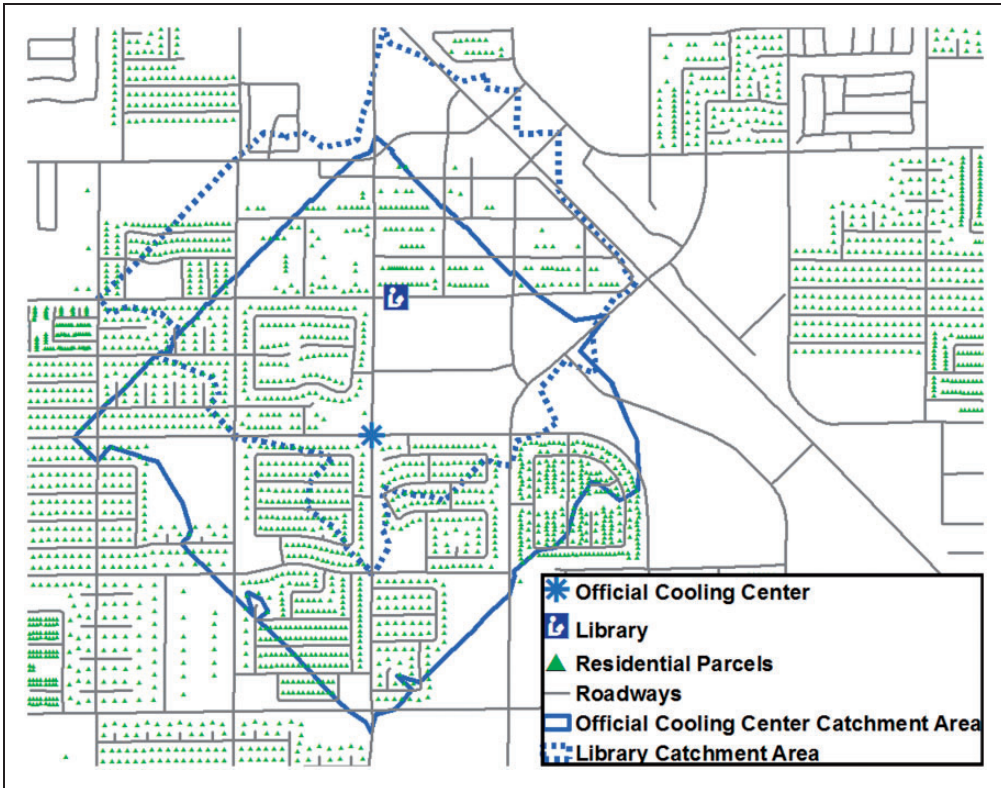 Official Cooling Center
Library
Residential Parcels
Roadways
Official Cooling Center Catchment Area
Library Catchment Area